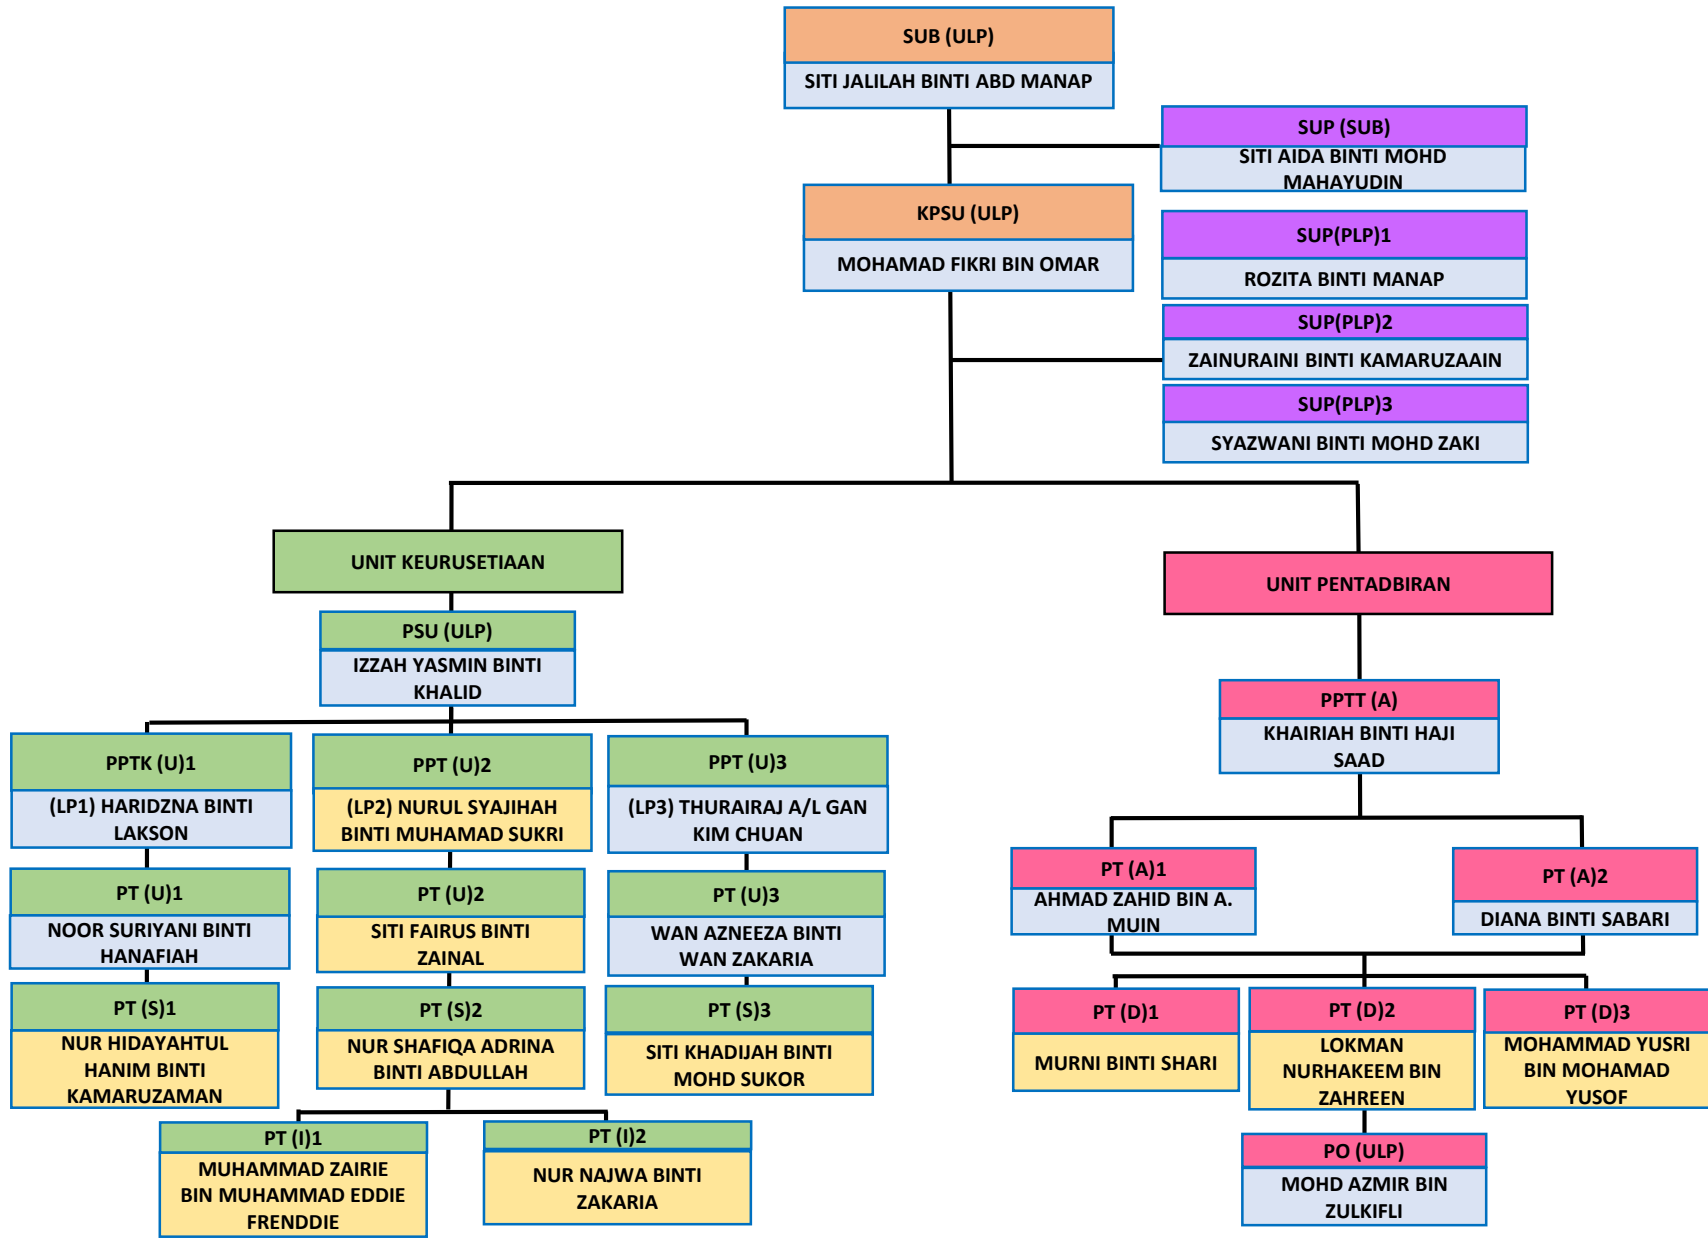 SUB (ULP)
SITI JALILAH BINTI ABD MANAP
SUP (SUB)
SITI AIDA BINTI MOHD
MAHAYUDIN
KPSU (ULP)
MOHAMAD FIKRI BIN OMAR
SUP(PLP)1
ROZITA BINTI MANAP
SUP(PLP)2
ZAINURAINI BINTI KAMARUZAAIN
SUP(PLP)3
SYAZWANI BINTI MOHD ZAKI
UNIT KEURUSETIAAN
PSU (ULP)
IZZAH YASMIN BINTI
KHALID
PPTK (U)1
(LP1) HARIDZNA BINTI
LAKSON
PT (U)1
NOOR SURIYANI BINTI
HANAFIAH
PT (S)1
NUR HIDAYAHTUL
HANIM BINTI
KAMARUZAMAN
PPT (U)2
(LP2) NURUL SYAJIHAH
BINTI MUHAMAD SUKRI
PT (U)2
SITI FAIRUS BINTI
ZAINAL
PT (S)2
NUR SHAFIQA ADRINA
BINTI ABDULLAH
PPT (U)3
(LP3) THURAIRAJ A/L GAN
KIM CHUAN
PT (U)3
WAN AZNEEZA BINTI
WAN ZAKARIA
PT (S)3
SITI KHADIJAH BINTI
MOHD SUKOR
PT (I)1
MUHAMMAD ZAIRIE
BIN MUHAMMAD EDDIE
FRENDDIE
PT (I)2
NUR NAJWA BINTI
ZAKARIA
UNIT PENTADBIRAN
PPTT (A)
KHAIRIAH BINTI HAJI
SAAD
PT (A)1
AHMAD ZAHID BIN A.
MUIN
PT (A)2
DIANA BINTI SABARI
PT (D)1
MURNI BINTI SHARI
PT (D)2
LOKMAN
NURHAKEEM BIN
ZAHREEN
PT (D)3
MOHAMMAD YUSRI
BIN MOHAMAD
YUSOF
PO (ULP)
MOHD AZMIR BIN
ZULKIFLI